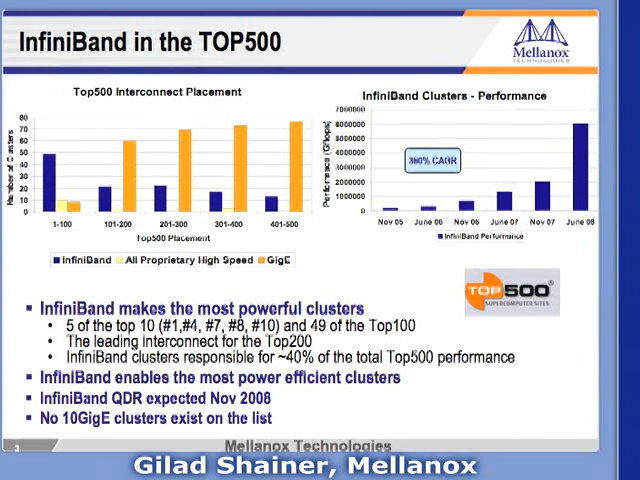 InfiniBand in the TOP500
Mellanox
TECHNOLOGIES
Top500 Interconnect Placement
Number of Clusters
80
70
60
50
40
30
20
10
0
1-100
101-200
201-300
301-400
401-500
Top500 Placement
InfiniBand
All Proprietary High Speed
GigE
InfiniBand Clusters - Performance
Performance (Gflops)
7000000
6000000
5000000
4000000
3000000
2000000
1000000
0
360% CAGR
Nov 05
June 06
Nov 06
June 07
Nov 07
June 08
InfiniBand Performance
TOP500®
SUPERCOMPUTER SITES
▪ InfiniBand makes the most powerful clusters
• 5 of the top 10 (#1,#4, #7, #8, #10) and 49 of the Top100
• The leading interconnect for the Top200
• InfiniBand clusters responsible for ~40% of the total Top500 performance
▪ InfiniBand enables the most power efficient clusters
▪ InfiniBand QDR expected Nov 2008
▪ No 10GigE clusters exist on the list
3
Mellanox Technologies
Gilad Shainer, Mellanox